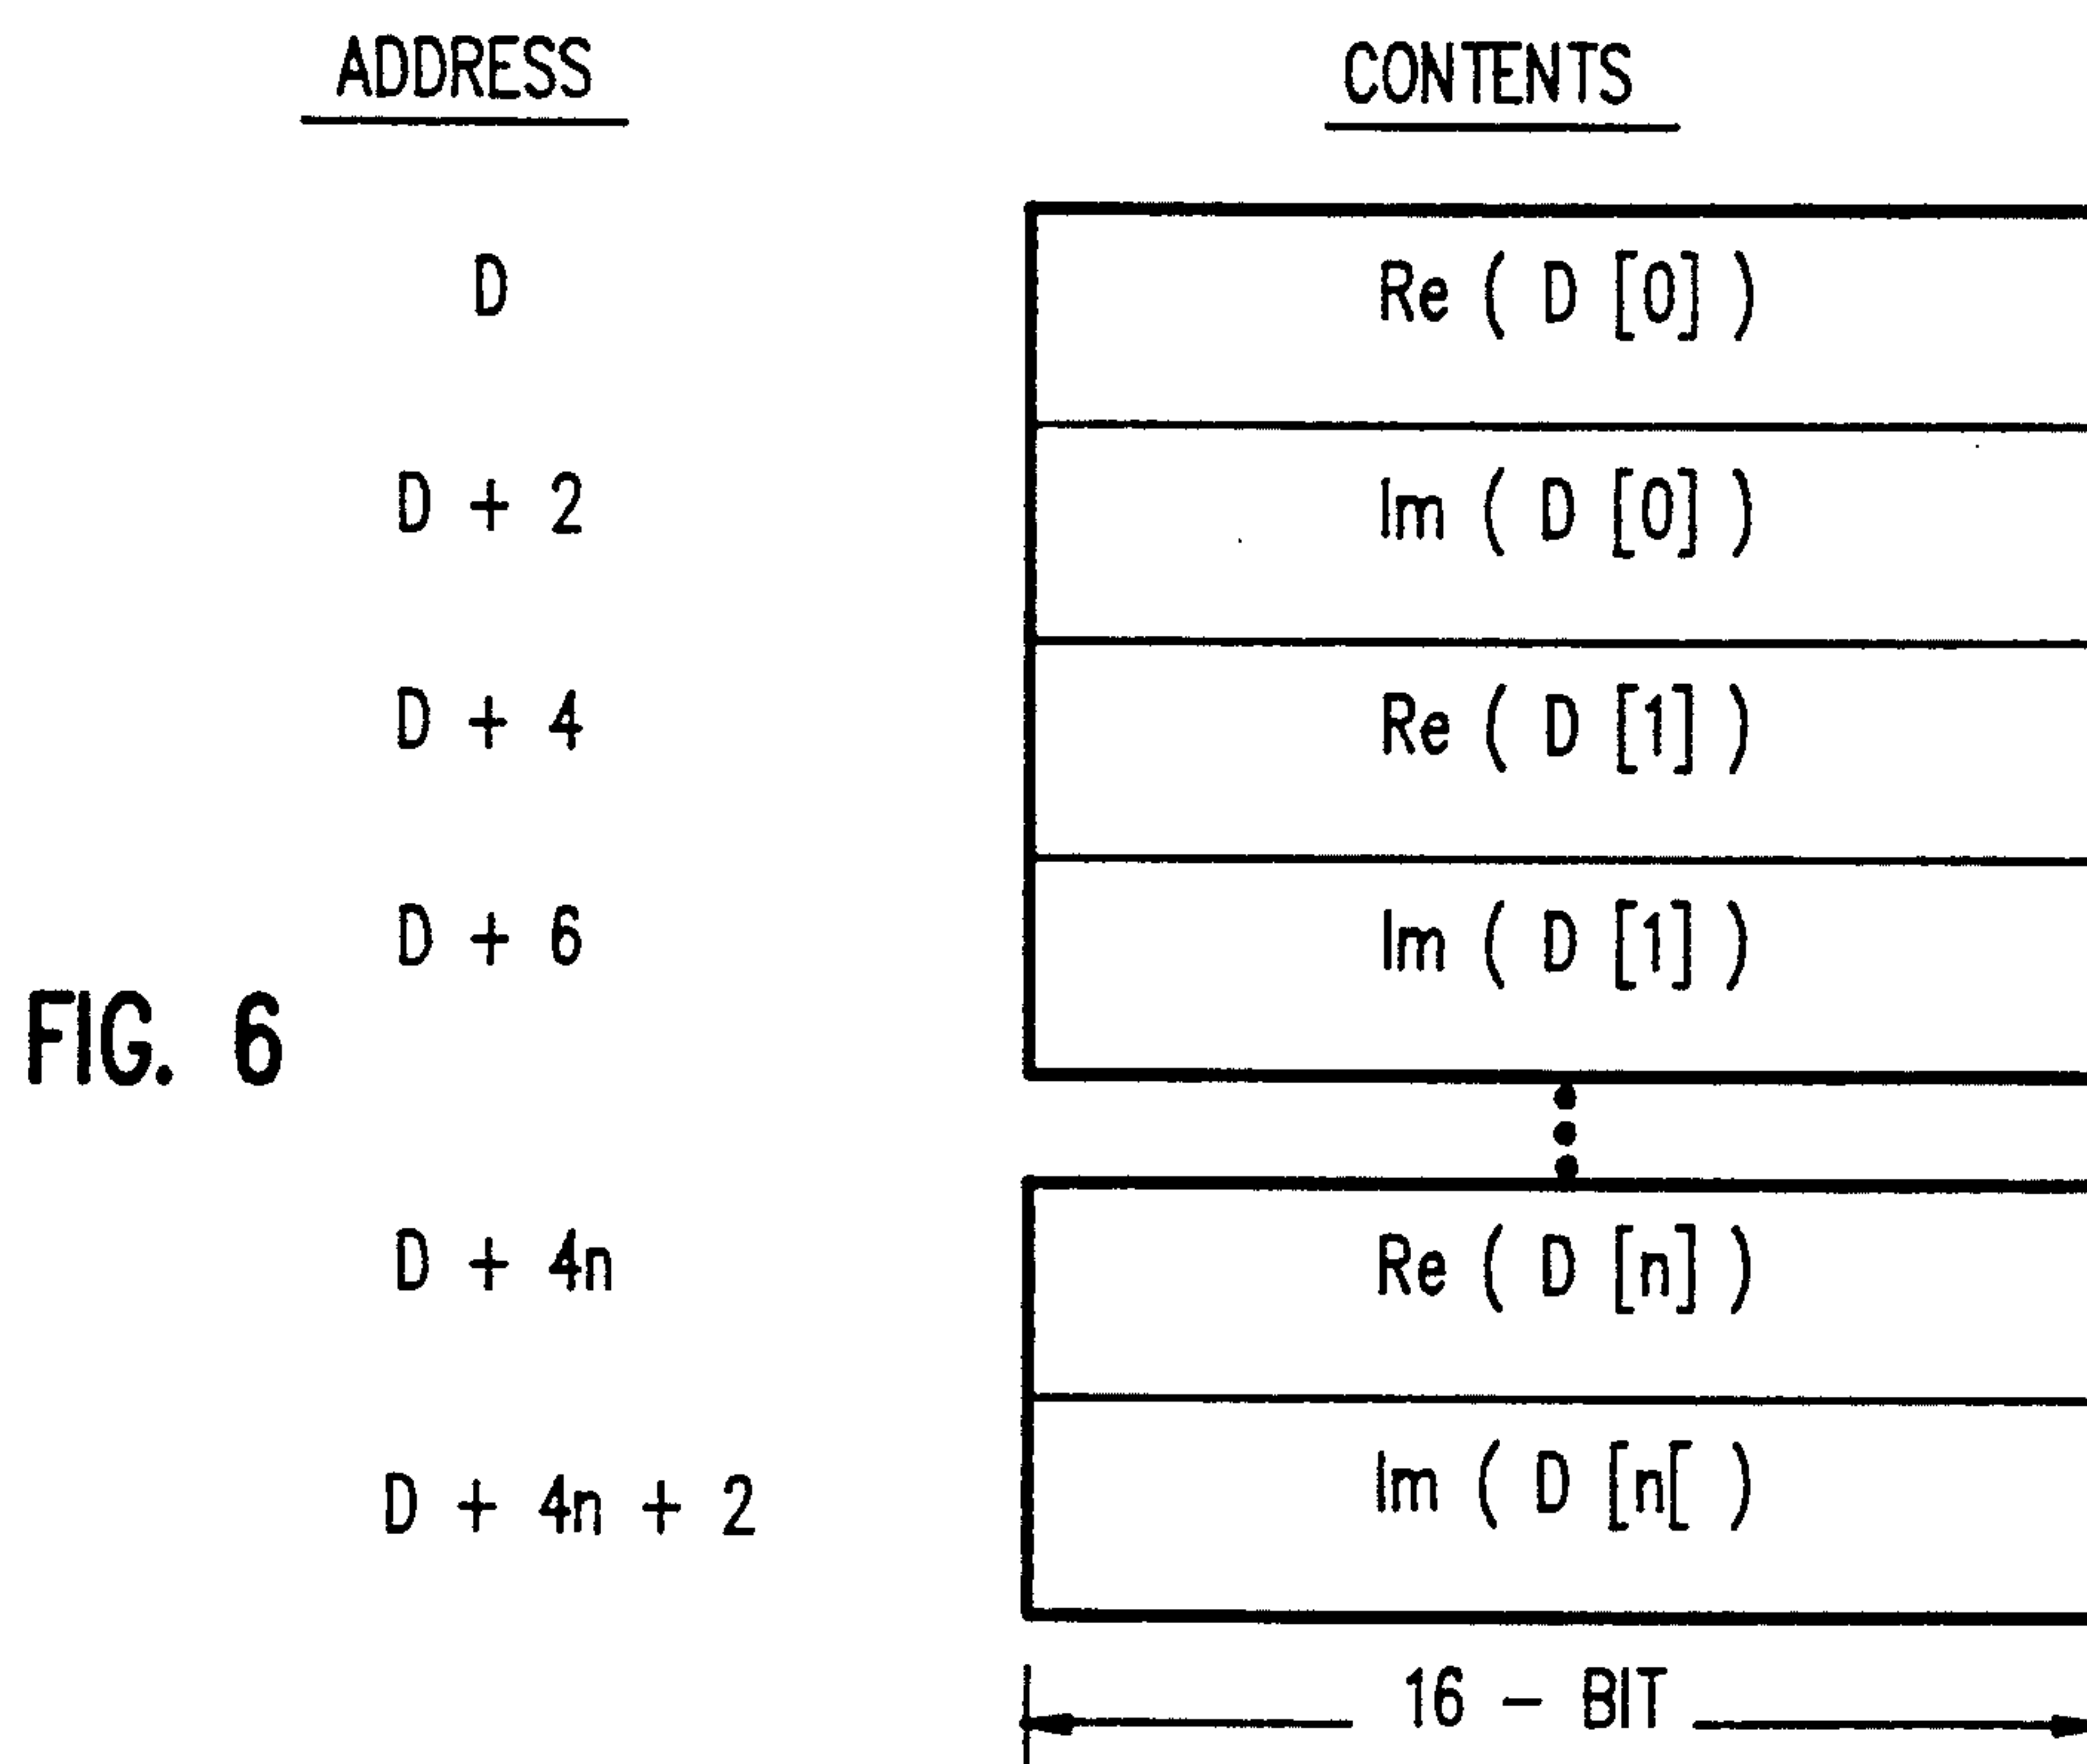 ADDRESS CONTENTS
D Re ( D [0] )
D + 2 Im ( D [0] )
D + 4 Re ( D [1] )
D + 6 Im ( D [1] )
FIG. 6
D + 4n Re ( D [n] )
D + 4n + 2 Im ( D [n[ )
16 - BIT